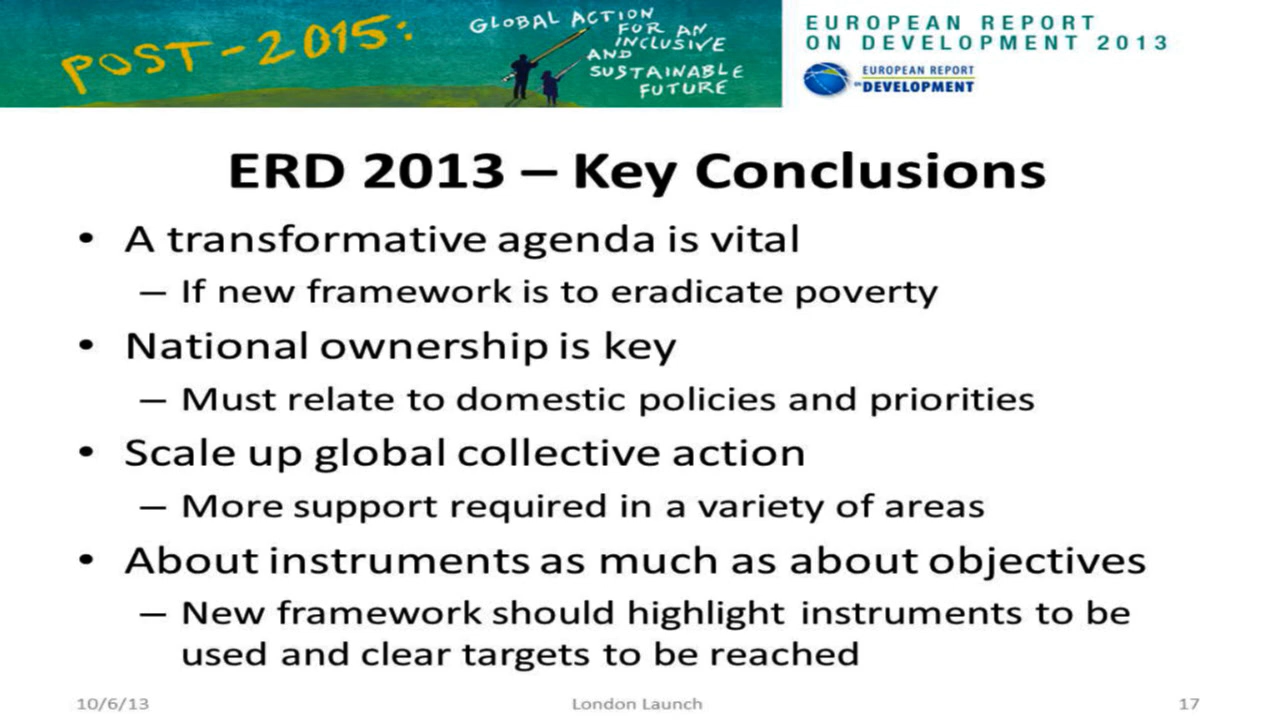 POST-2015:
GLOBAL ACTION
FOR AN
INCLUSIVE
AND
SUSTAINABLE
FUTURE
EUROPEAN REPORT
ON DEVELOPMENT 2013
EUROPEAN REPORT
ON DEVELOPMENT
ERD 2013 – Key Conclusions
• A transformative agenda is vital
– If new framework is to eradicate poverty
• National ownership is key
– Must relate to domestic policies and priorities
• Scale up global collective action
– More support required in a variety of areas
• About instruments as much as about objectives
– New framework should highlight instruments to be
used and clear targets to be reached
10/6/13
London Launch
17